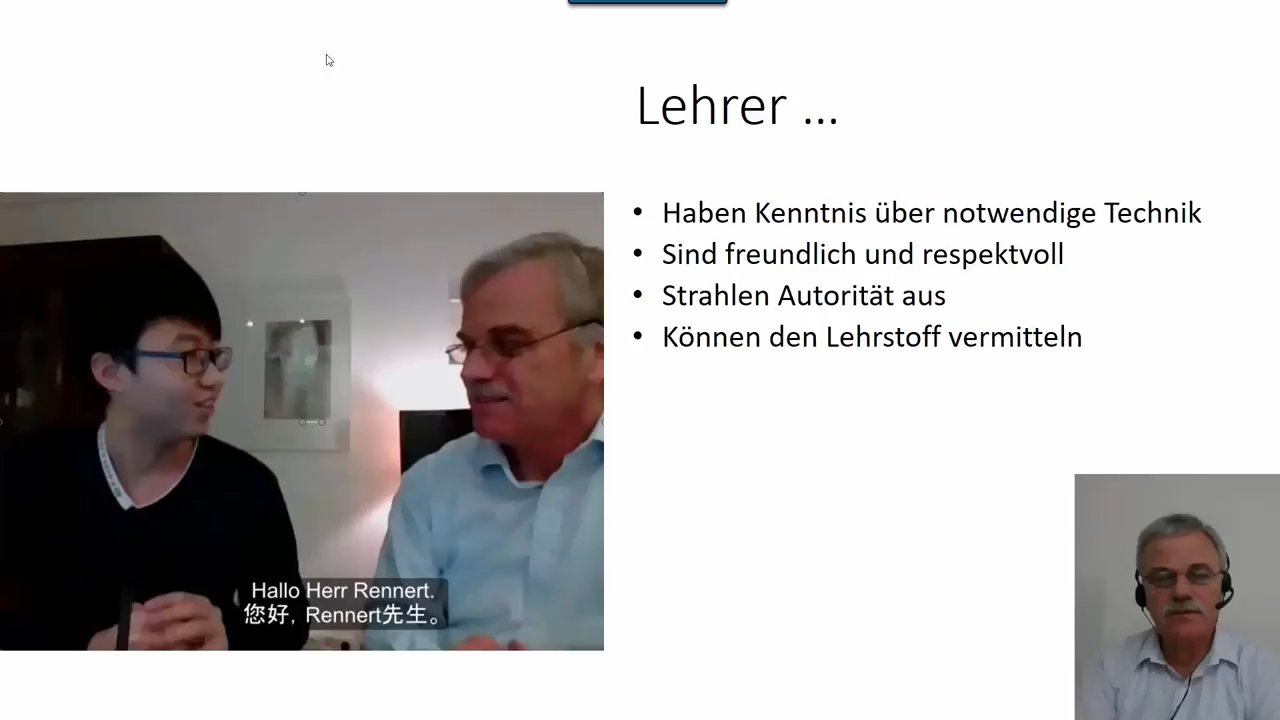 Lehrer ...
• Haben Kenntnis über notwendige Technik
• Sind freundlich und respektvoll
• Strahlen Autorität aus
• Können den Lehrstoff vermitteln
Hallo Herr Rennert.
您好, Rennert先生。